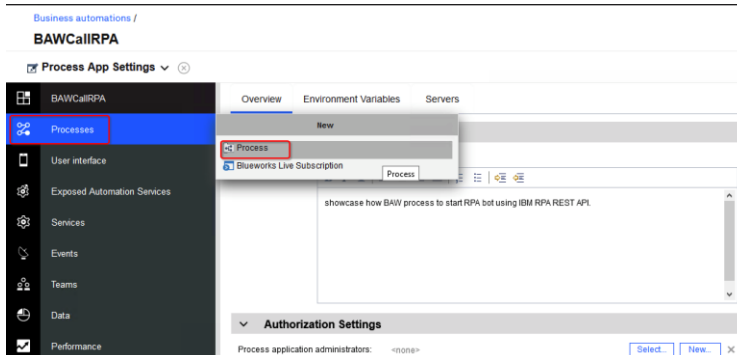 Business automations /
BAWCallRPA
Process App Settings
BAWCallRPA
Overview Environment Variables Servers
Processes
New
Process
User interface
Blueworks Live Subscription
Process
Exposed Automation Services
showcase how BAW process to start RPA bot using IBM RPA REST API.
Services
Events
Teams
Data
Authorization Settings
Performance
Process application administrators: <none> Select... New...